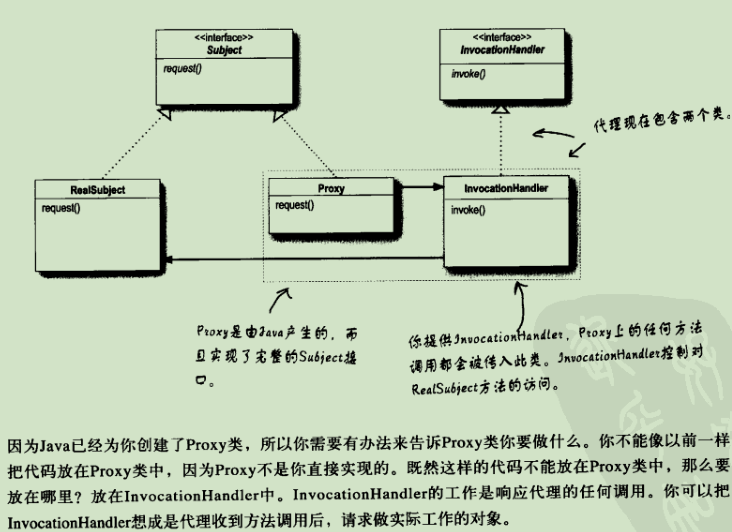 <<interface>>
Subject
request()
<<interface>>
InvocationHandler
invoke()
代理现在包含两个类。
RealSubject
request()
Proxy
request()
InvocationHandler
invoke()
Proxy是由Java产生的，而
且实现了完整的Subject接
口。
你提供InvocationHandler，Proxy上的任何方法
调用都会被传入此类。InvocationHandler控制对
RealSubject方法的访问。
因为Java已经为你创建了Proxy类，所以你需要有办法来告诉Proxy类你要做什么。你不能像以前一样
把代码放在Proxy类中，因为Proxy不是你直接实现的。既然这样的代码不能放在Proxy类中，那么要
放在哪里？放在InvocationHandler中。InvocationHandler的工作是响应代理的任何调用。你可以把
InvocationHandler想成是代理收到方法调用后，请求做实际工作的对象。